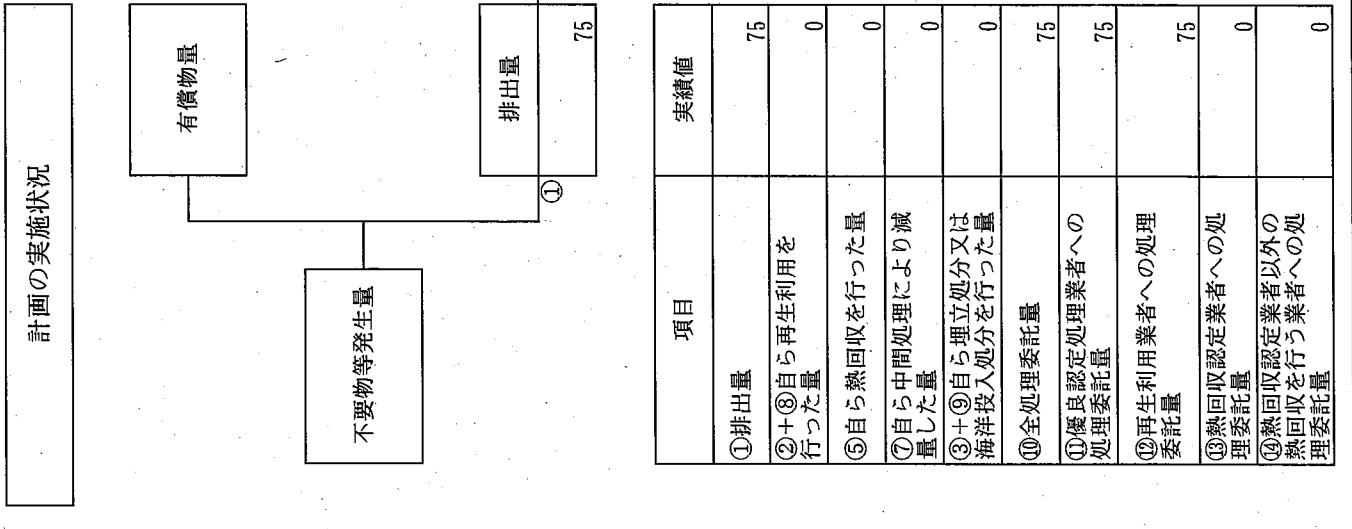 計画の実施状況
不要物等発生量
有償物量
①
排出量
75
項目
実績値
①排出量
75
②+⑧自ら再生利用を
行った量
0
⑤自ら熱回収を行った量
0
⑦自ら中間処理により減
量した量
0
③+⑨自ら埋立処分又は
海洋投入処分を行った量
0
⑩全処理委託量
75
⑪優良認定処理業者への
処理委託量
75
⑫再生利用業者への処理
委託量
75
⑬熱回収認定業者への処
理委託量
0
⑭熱回収認定業者以外の
熱回収を行う業者への処
理委託量
0